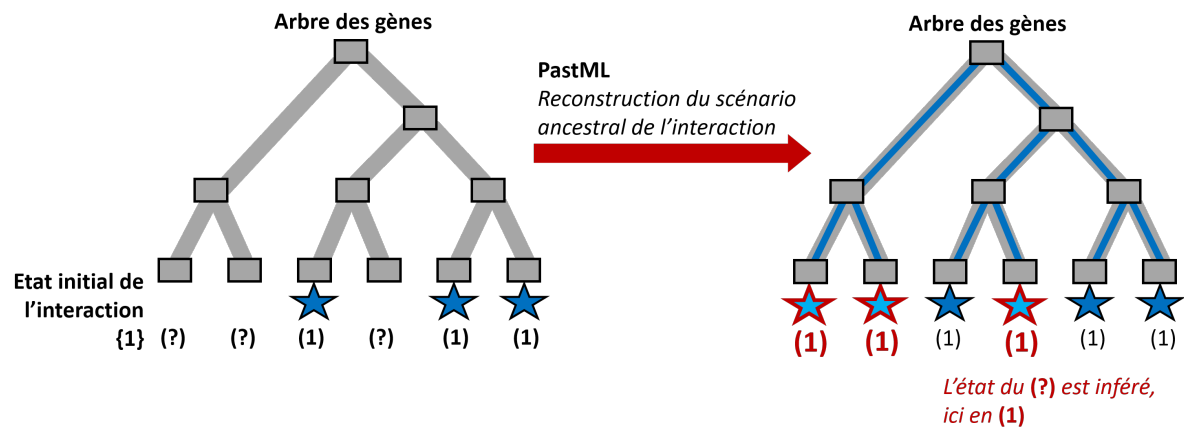 Arbre des gènes
PastML
Reconstruction du scénario
ancestral de l'interaction
Arbre des gènes
Etat initial de
l'interaction
{1} (?) (?) (1) (?) (1) (1)
(1) (1) (1) (1) (1) (1)
L'état du (?) est inféré,
ici en (1)